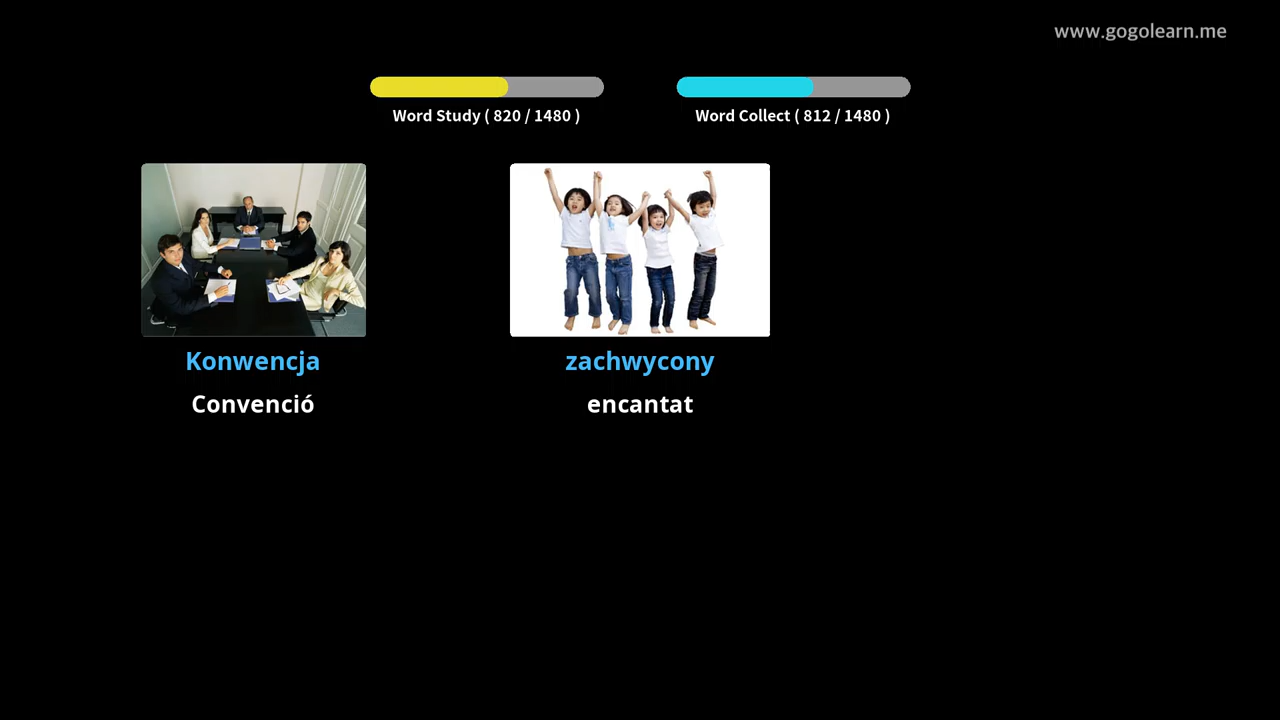 www.gogolearn.me
Word Study ( 820 / 1480 )
Word Collect ( 812 / 1480 )
Konwencja
Convenció
zachwycony
encantat